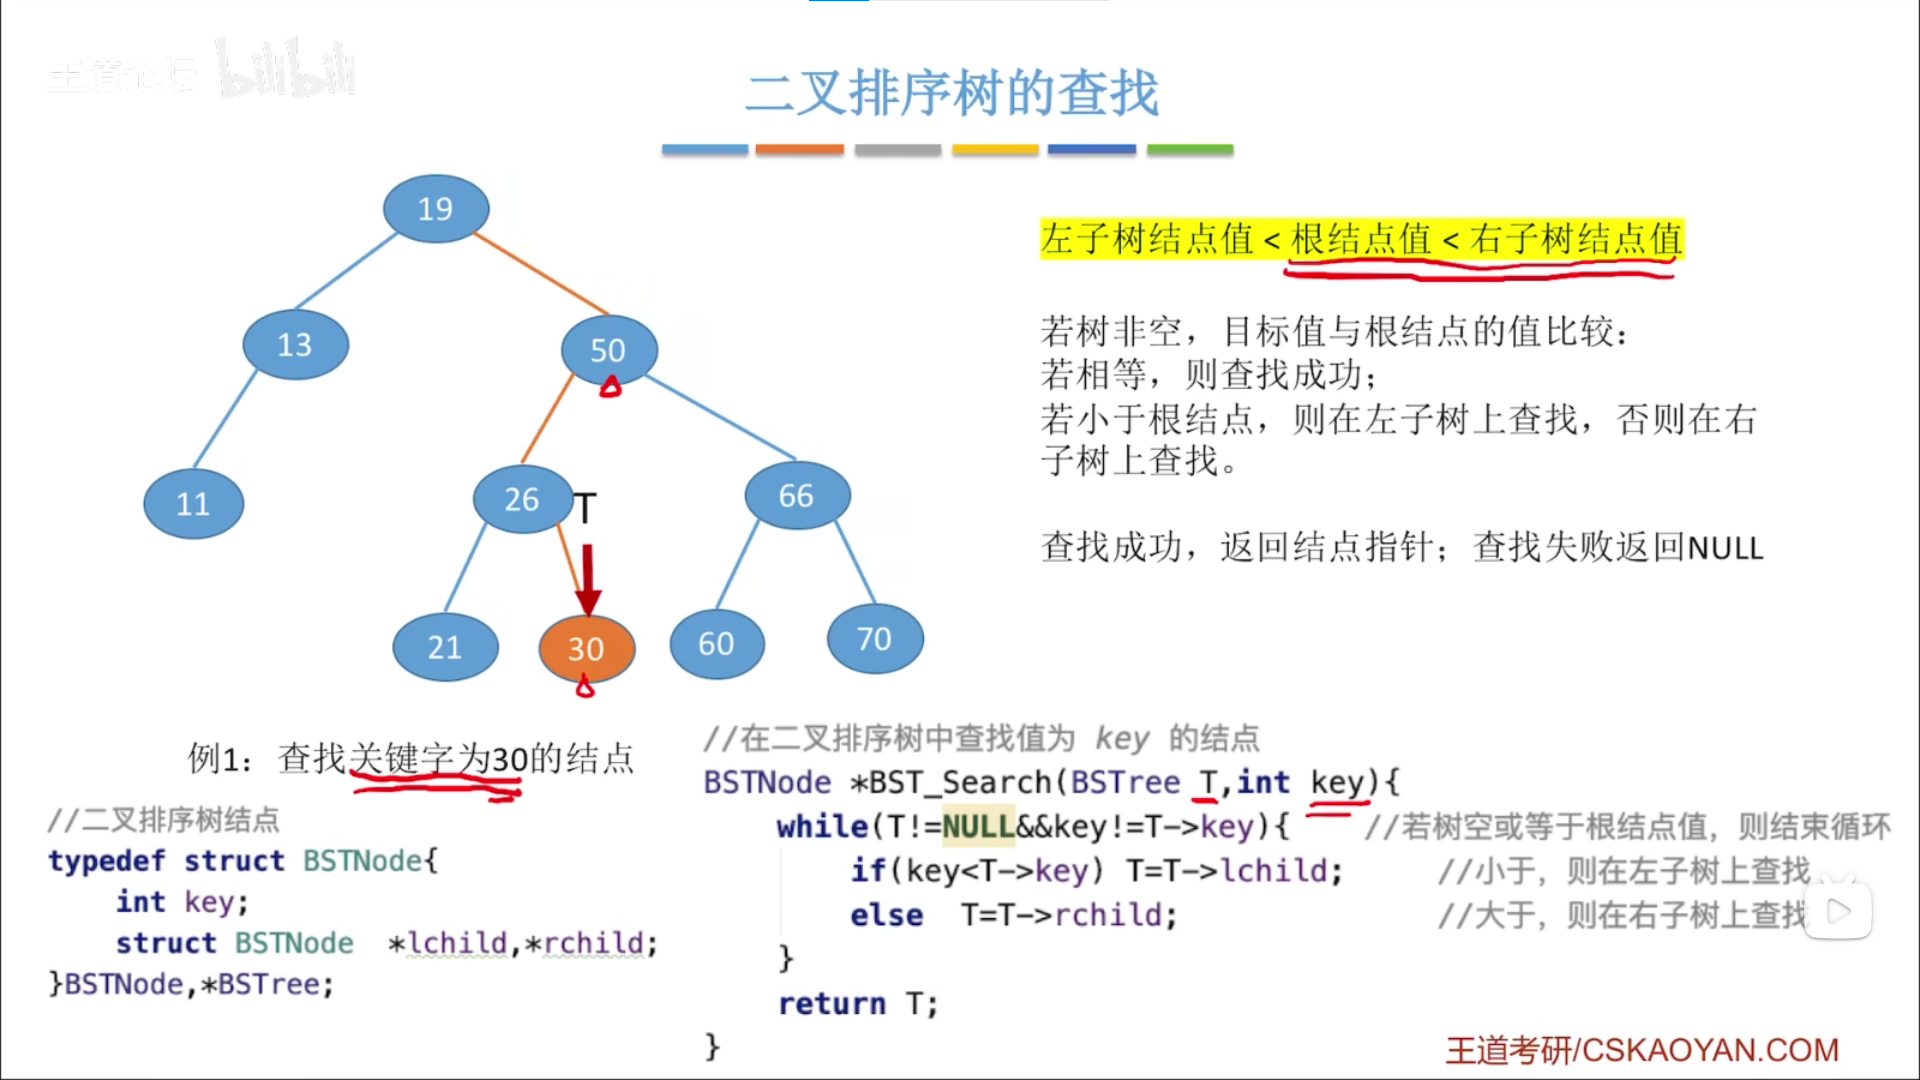 王道论坛 bilibili
二叉排序树的查找
19
13
50
11
26
T
66
21
30
60
70
左子树结点值 < 根结点值 < 右子树结点值
若树非空，目标值与根结点的值比较：
若相等，则查找成功；
若小于根结点，则在左子树上查找，否则在右
子树上查找。
查找成功，返回结点指针；查找失败返回NULL
例1：查找关键字为30的结点
//二叉排序树结点
typedef struct BSTNode{
int key;
struct BSTNode *lchild,*rchild;
}BSTNode,*BSTree;
//在二叉排序树中查找值为 key 的结点
BSTNode *BST_Search(BSTree T,int key){
while(T!=NULL&&key!=T->key){ //若树空或等于根结点值，则结束循环
if(key<T->key) T=T->lchild; //小于，则在左子树上查找
else T=T->rchild; //大于，则在右子树上查找
}
return T;
}
王道考研/CSKAOYAN.COM